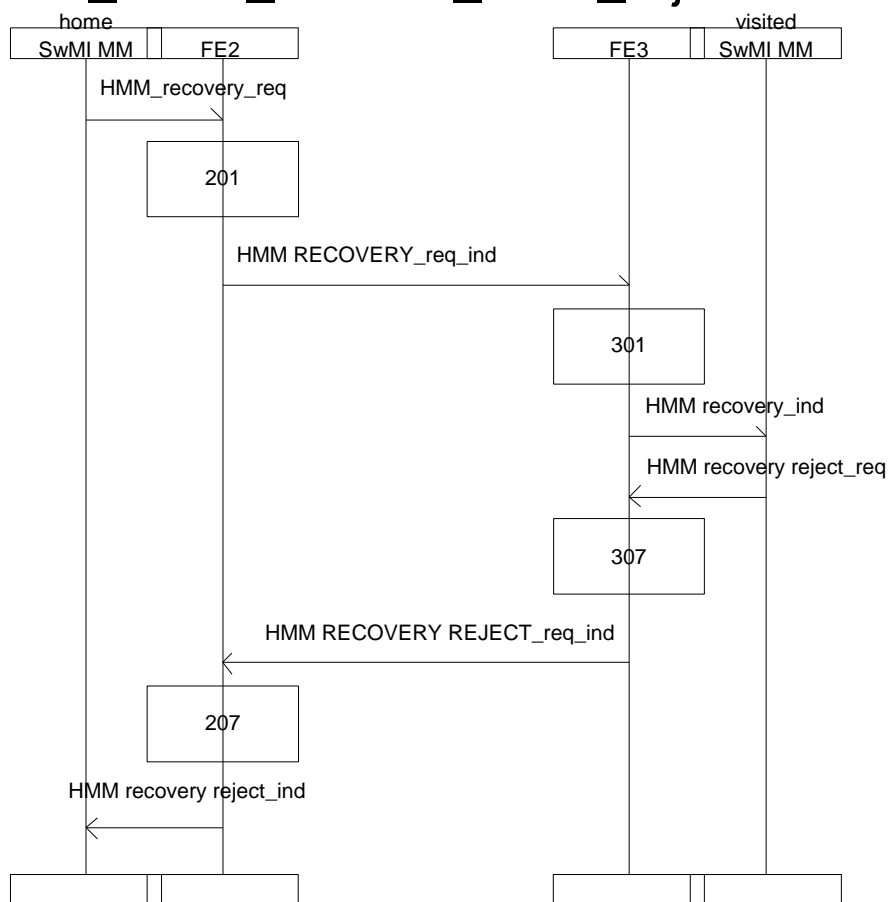 home
visited
SwMI MM
FE2
FE3
SwMI MM
HMM_recovery_req
201
HMM RECOVERY_req_ind
301
HMM recovery_ind
HMM recovery reject_req
307
HMM RECOVERY REJECT_req_ind
207
HMM recovery reject_ind